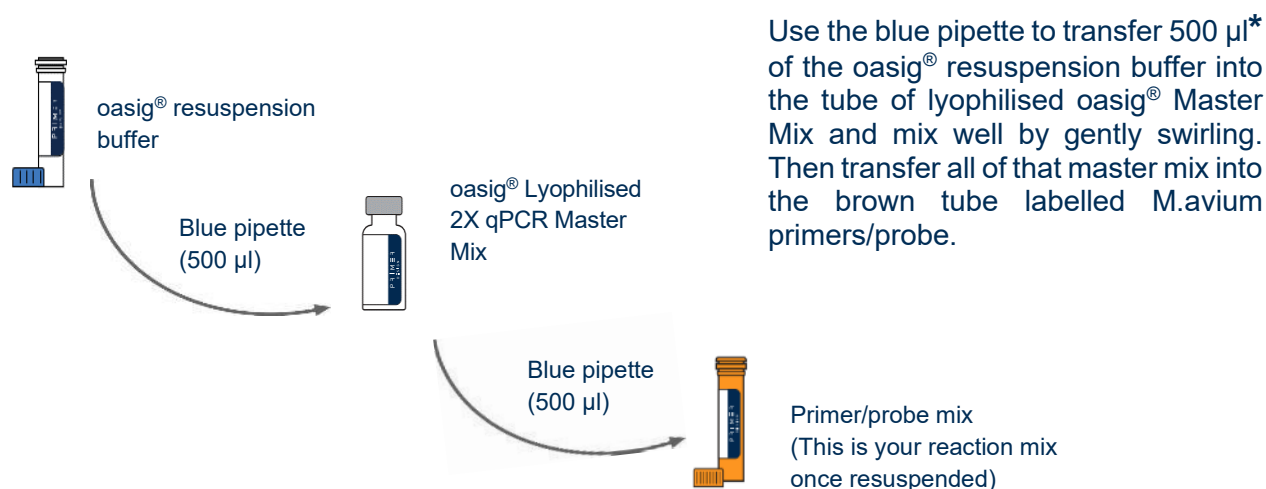 Use the blue pipette to transfer 500 µl*
of the oasig® resuspension buffer into
the tube of lyophilised oasig® Master
Mix and mix well by gently swirling.
Then transfer all of that master mix into
the brown tube labelled M.avium
primers/probe.
oasig® resuspension
buffer
PRIMER
Blue pipette
(500 µl)
oasig® Lyophilised
2X qPCR Master
Mix
PRIMER
Blue pipette
(500 µl)
PRIMER
Primer/probe mix
(This is your reaction mix
once resuspended)